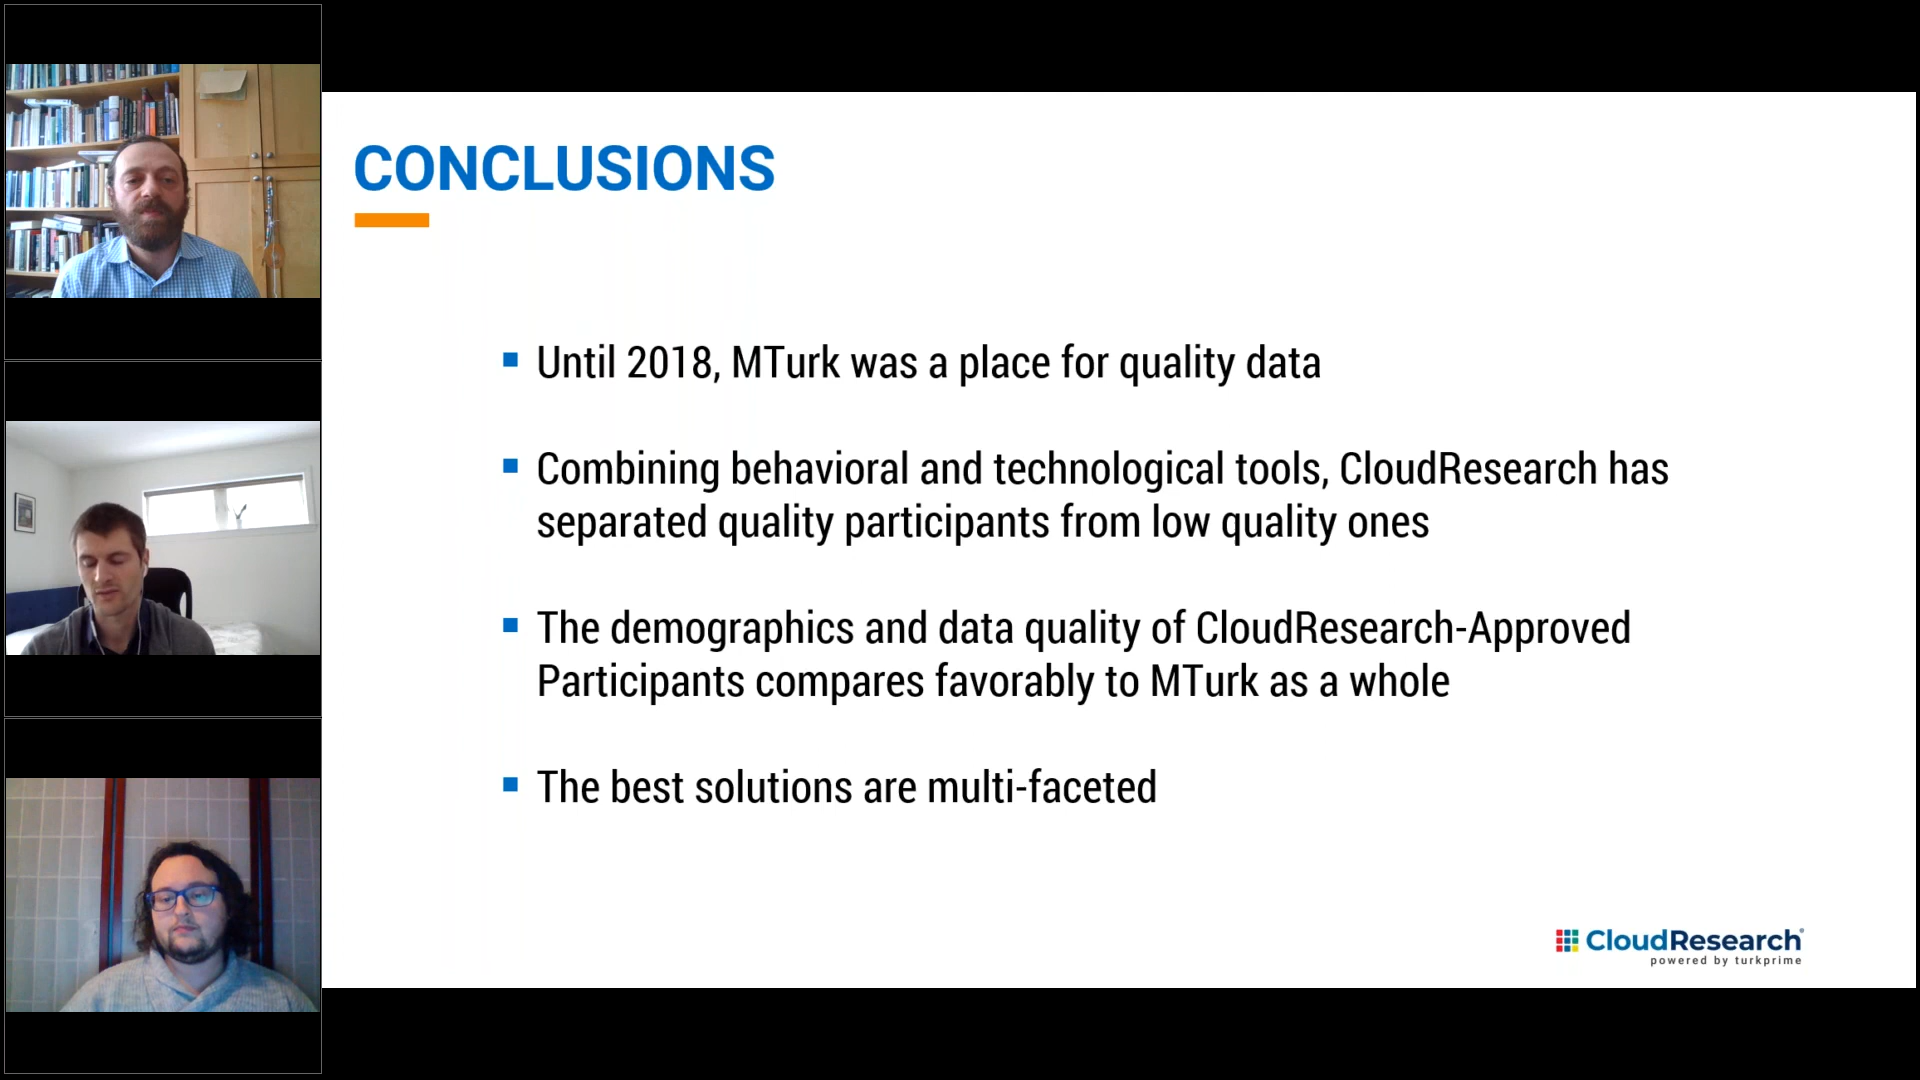 CONCLUSIONS
Until 2018, MTurk was a place for quality data
Combining behavioral and technological tools, CloudResearch has
separated quality participants from low quality ones
The demographics and data quality of CloudResearch-Approved
Participants compares favorably to MTurk as a whole
The best solutions are multi-faceted
CloudResearch
powered by turkprime